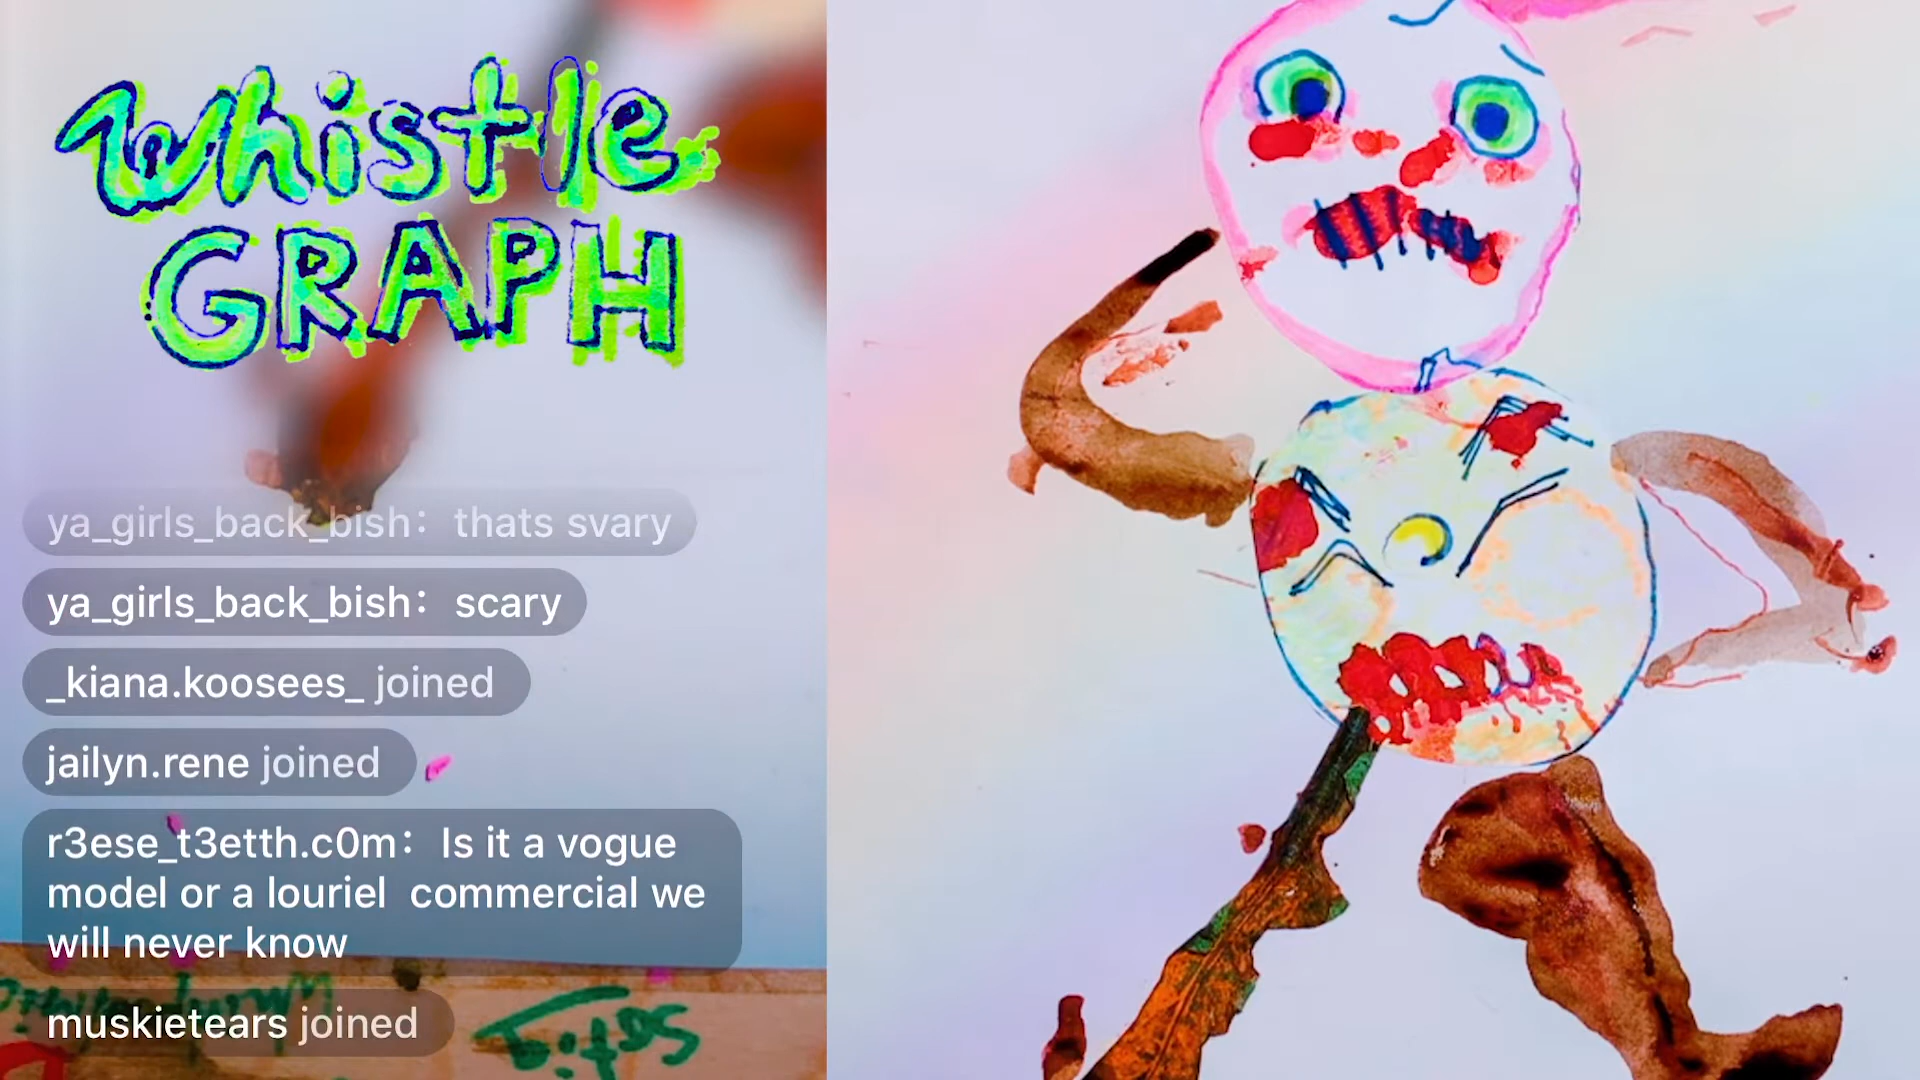 Whistle
GRAPH
ya_girls_back_bish: thats svary
ya_girls_back_bish: scary
_kiana.koosees_ joined
jailyn.rene joined
r3ese_t3etth.c0m: Is it a vogue
model or a louriel commercial we
will never know
muskietears joined